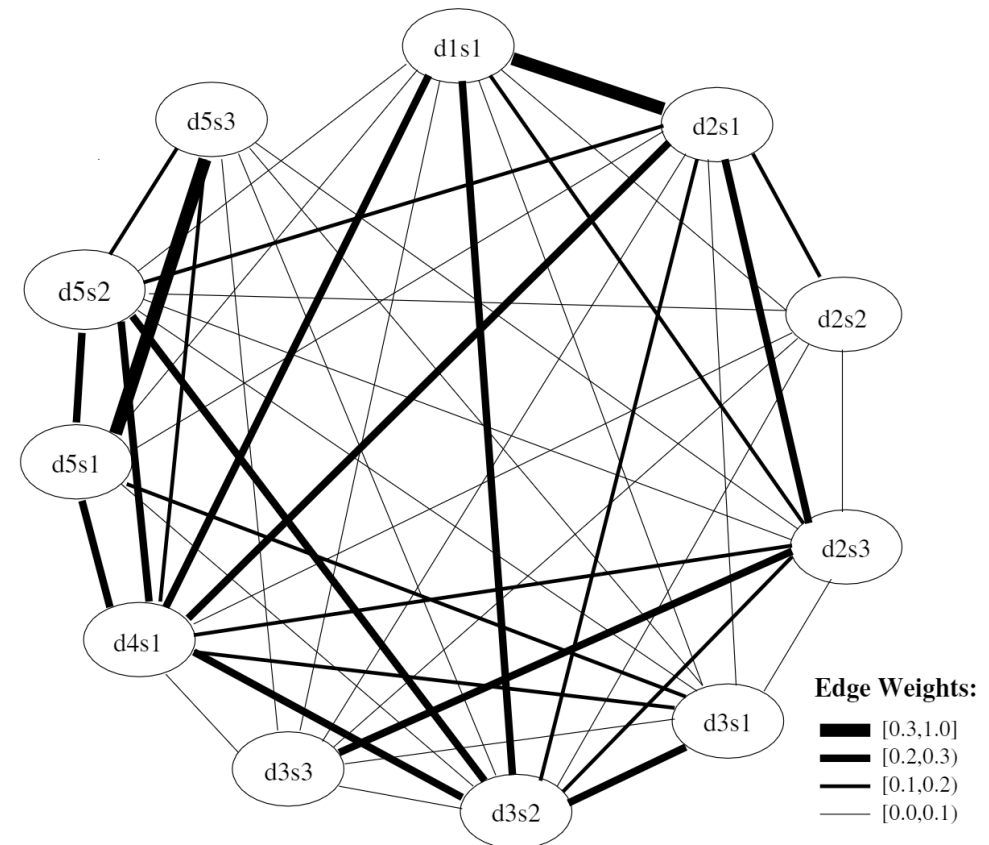 d1s1
d5s3
d2s1
d5s2
d2s2
d5s1
d2s3
d4s1
d3s1
d3s3
d3s2
Edge Weights:
[0.3,1.0]
[0.2,0.3)
[0.1,0.2)
[0.0,0.1)